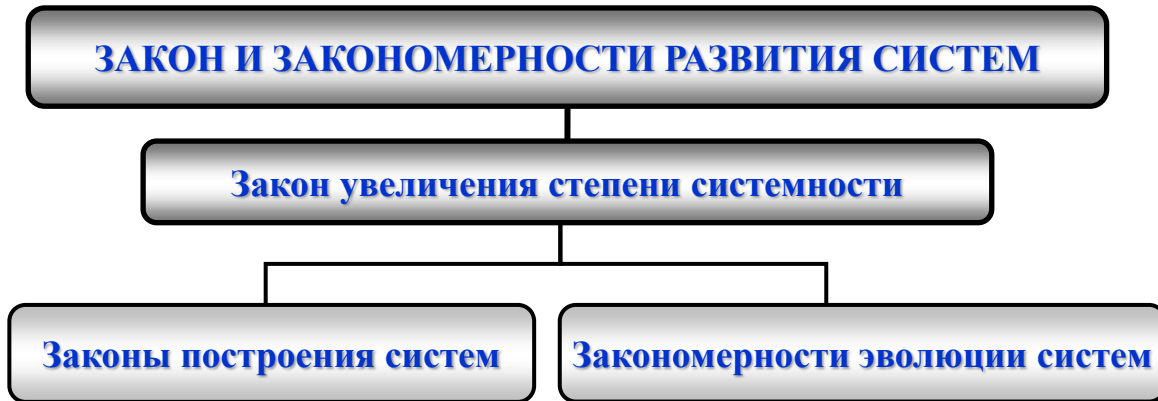 ЗАКОН И ЗАКОНОМЕРНОСТИ РАЗВИТИЯ СИСТЕМ
Закон увеличения степени системности
Законы построения систем
Закономерности эволюции систем